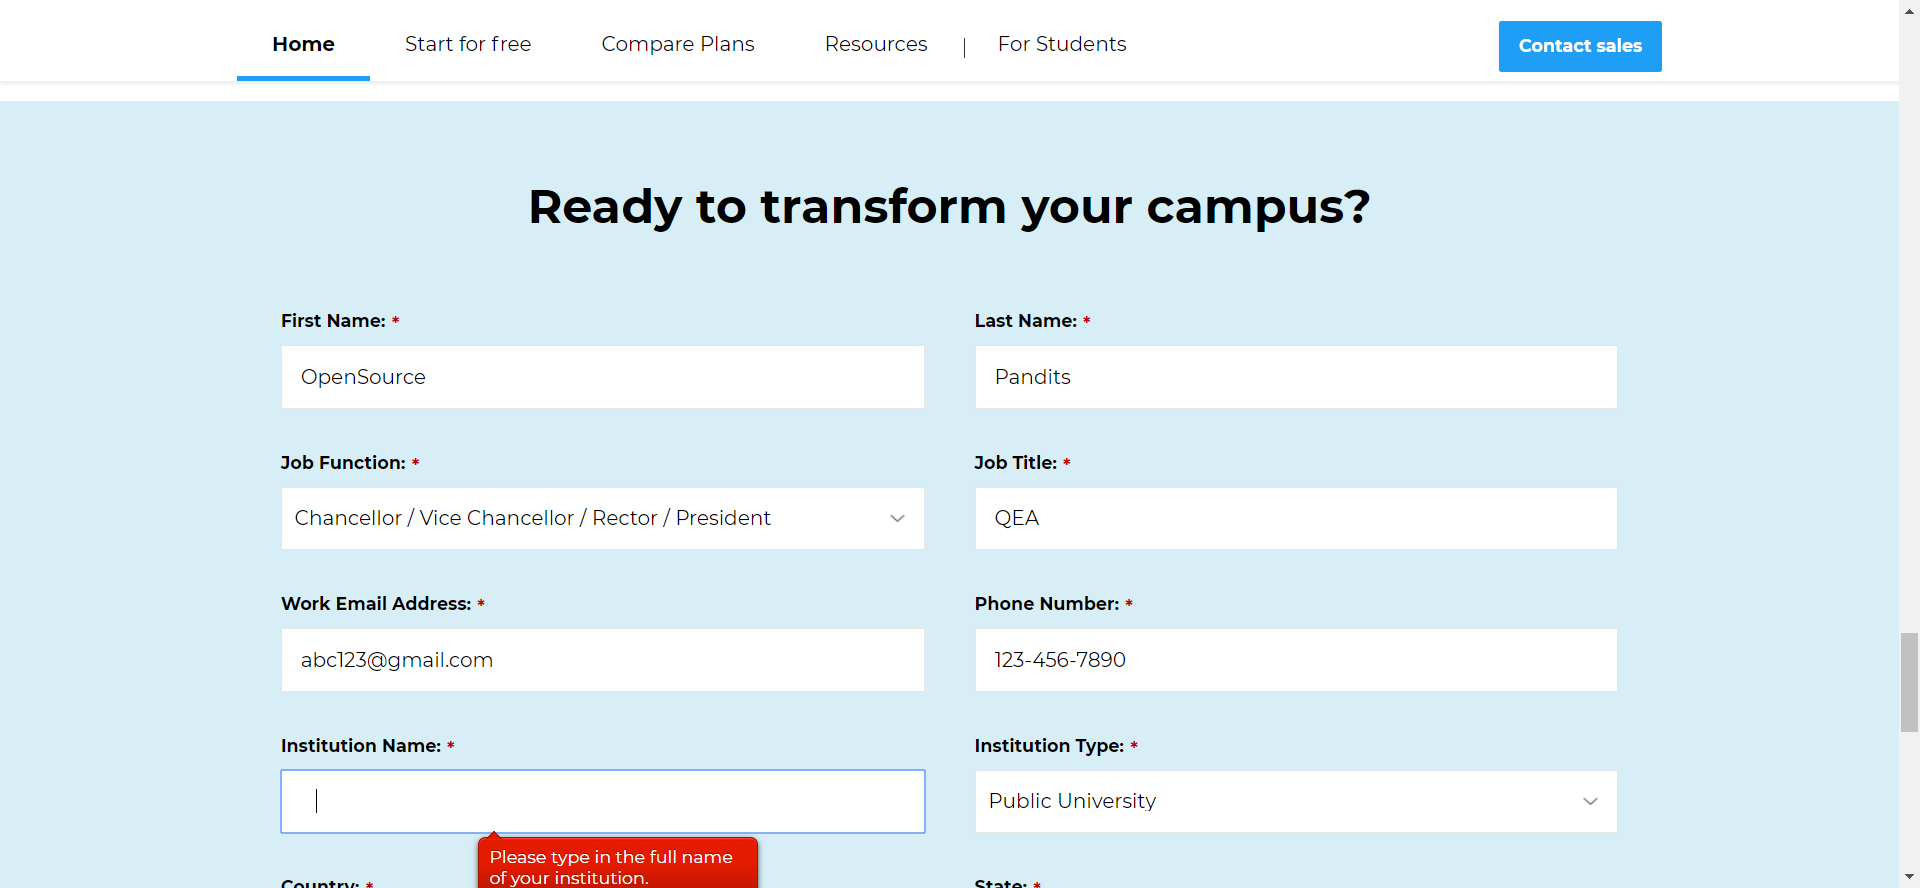 Home Start for free Compare Plans Resources | For Students Contact sales
Ready to transform your campus?
First Name: * Last Name: *
OpenSource Pandits
Job Function: * Job Title: *
Chancellor / Vice Chancellor / Rector / President QEA
Work Email Address: * Phone Number: *
abc123@gmail.com 123-456-7890
Institution Name: * Institution Type: *
Public University
Please type in the full name
of your institution.
Country: * State: *